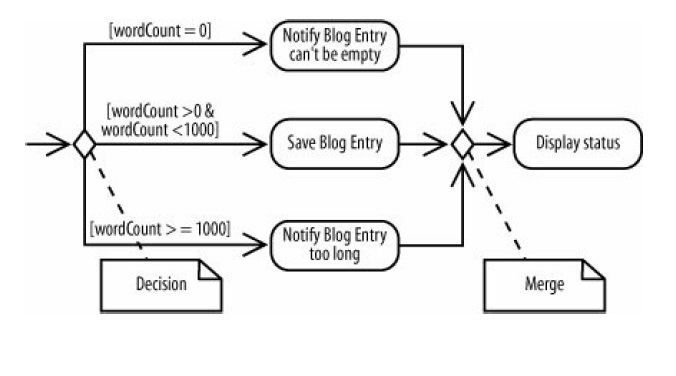 [wordCount = 0]
Notify Blog Entry
can't be empty
[wordCount >0 &
wordCount <1000]
Save Blog Entry
Display status
[wordCount > = 1000]
Notify Blog Entry
too long
Decision
Merge